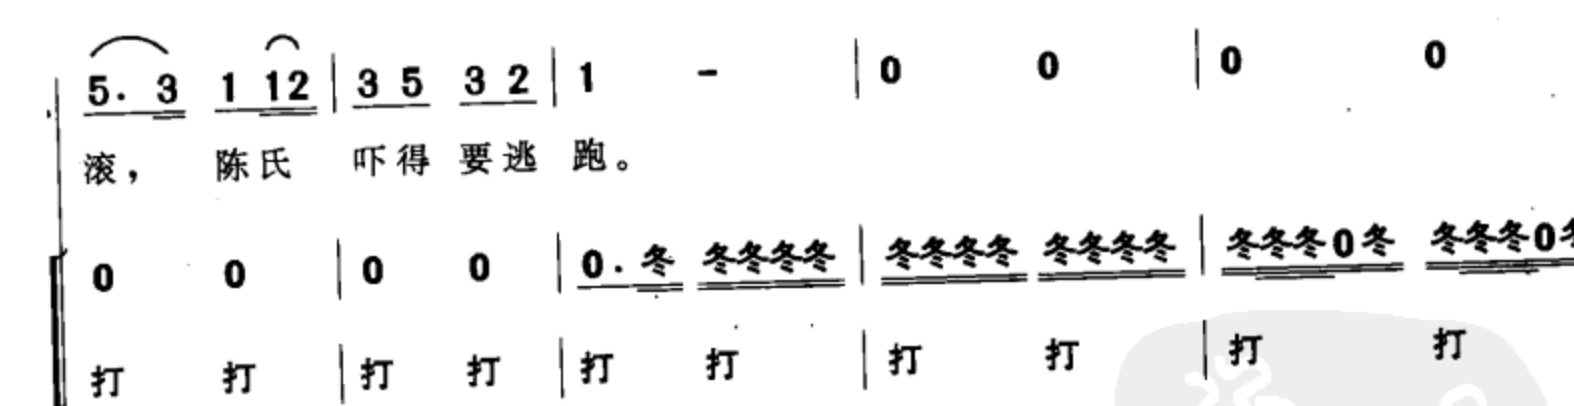 5. 3 1 12 | 3 5 3 2 | 1 - | 0 0 | 0 0
滚， 陈氏 吓得 要逃 跑。
0 0 | 0 0 | 0. 冬 冬冬冬冬 | 冬冬冬冬 冬冬冬冬 | 冬冬冬0冬 冬冬冬0冬
打 打 | 打 打 | 打 打 | 打 打 | 打 打